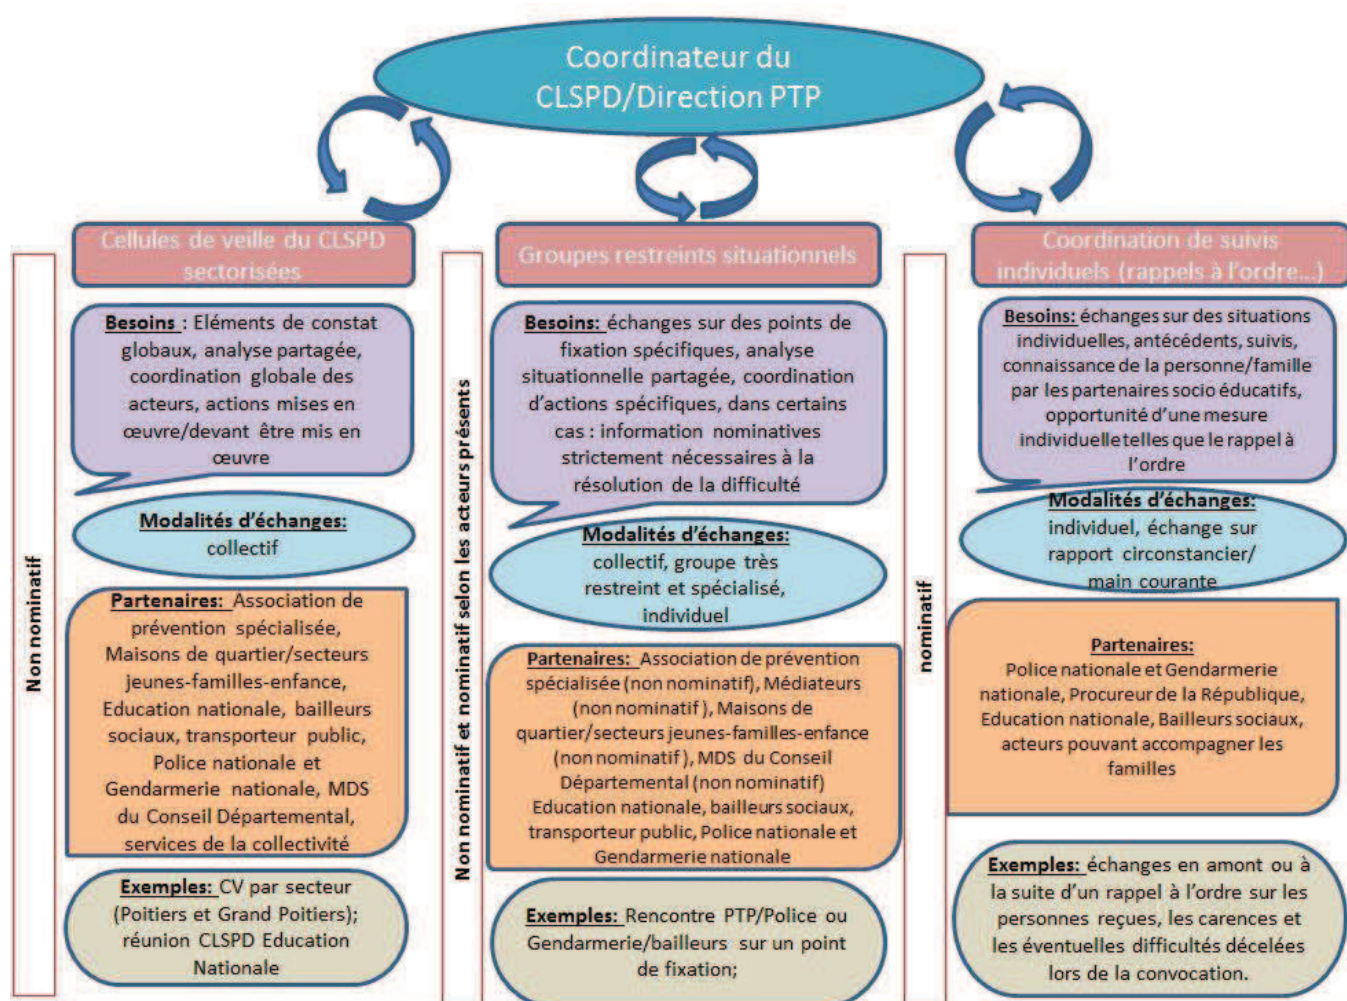 Coordinateur du
CLSPD/Direction PTP
Non nominatif
Cellules de veille du CLSPD
sectorisées
Besoins : Eléments de constat
globaux, analyse partagée,
coordination globale des
acteurs, actions mises en
œuvre/devant être mis en
œuvre
Modalités d'échanges:
collectif
Partenaires: Association de
prévention spécialisée,
Maisons de quartier/secteurs
jeunes-familles-enfance,
Education nationale, bailleurs
sociaux, transporteur public,
Police nationale et
Gendarmerie nationale, MDS
du Conseil Départemental,
services de la collectivité
Exemples: CV par secteur
(Poitiers et Grand Poitiers);
réunion CLSPD Education
Nationale
Non nominatif et nominatif selon les acteurs présents
Groupes restreints situationnels
Besoins: échanges sur des points de
fixation spécifiques, analyse
situationnelle partagée, coordination
d'actions spécifiques, dans certains
cas : information nominatives
strictement nécessaires à la
résolution de la difficulté
Modalités d'échanges:
collectif, groupe très
restreint et spécialisé,
individuel
Partenaires: Association de prévention
spécialisée (non nominatif), Médiateurs
(non nominatif ), Maisons de
quartier/secteurs jeunes-familles-enfance
(non nominatif ), MDS du Conseil
Départemental (non nominatif)
Education nationale, bailleurs sociaux,
transporteur public, Police nationale et
Gendarmerie nationale
Exemples: Rencontre PTP/Police ou
Gendarmerie/bailleurs sur un point
de fixation;
nominatif
Coordination de suivis
individuels (rappels à l'ordre....)
Besoins: échanges sur des situations
individuelles, antécédents, suivis,
connaissance de la personne/famille
par les partenaires socio éducatifs,
opportunité d'une mesure
individuelle telles que le rappel à
l'ordre
Modalités d'échanges:
individuel, échange sur
rapport circonstancier/
main courante
Partenaires:
Police nationale et Gendarmerie
nationale, Procureur de la République,
Education nationale, Bailleurs sociaux,
acteurs pouvant accompagner les
familles
Exemples: échanges en amont ou à
la suite d'un rappel à l'ordre sur les
personnes reçues, les carences et
les éventuelles difficultés décelées
lors de la convocation.